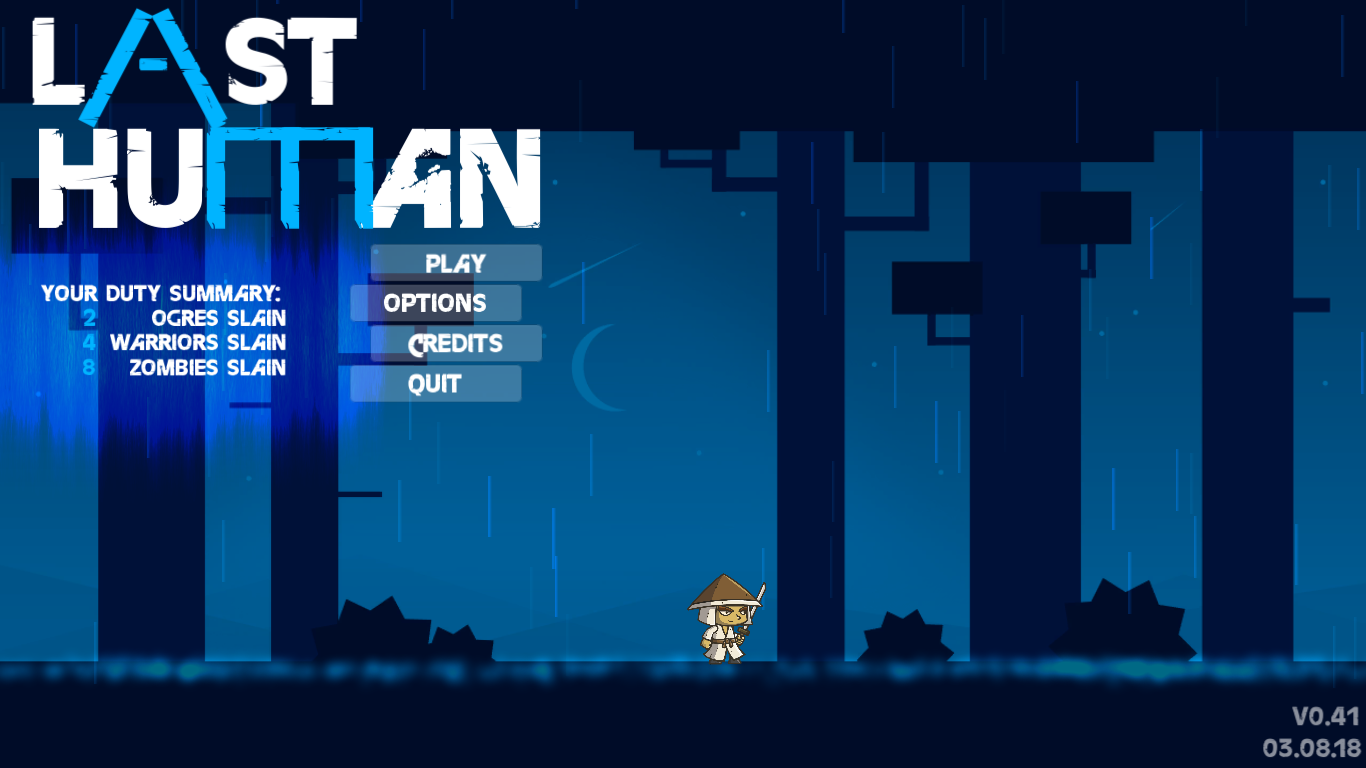 LAST
HUMAN
PLAY
OPTIONS
CREDITS
QUIT
YOUR DUTY SUMMARY:
2 OGRES SLAIN
4 WARRIORS SLAIN
8 ZOMBIES SLAIN
V0.41
03.08.18